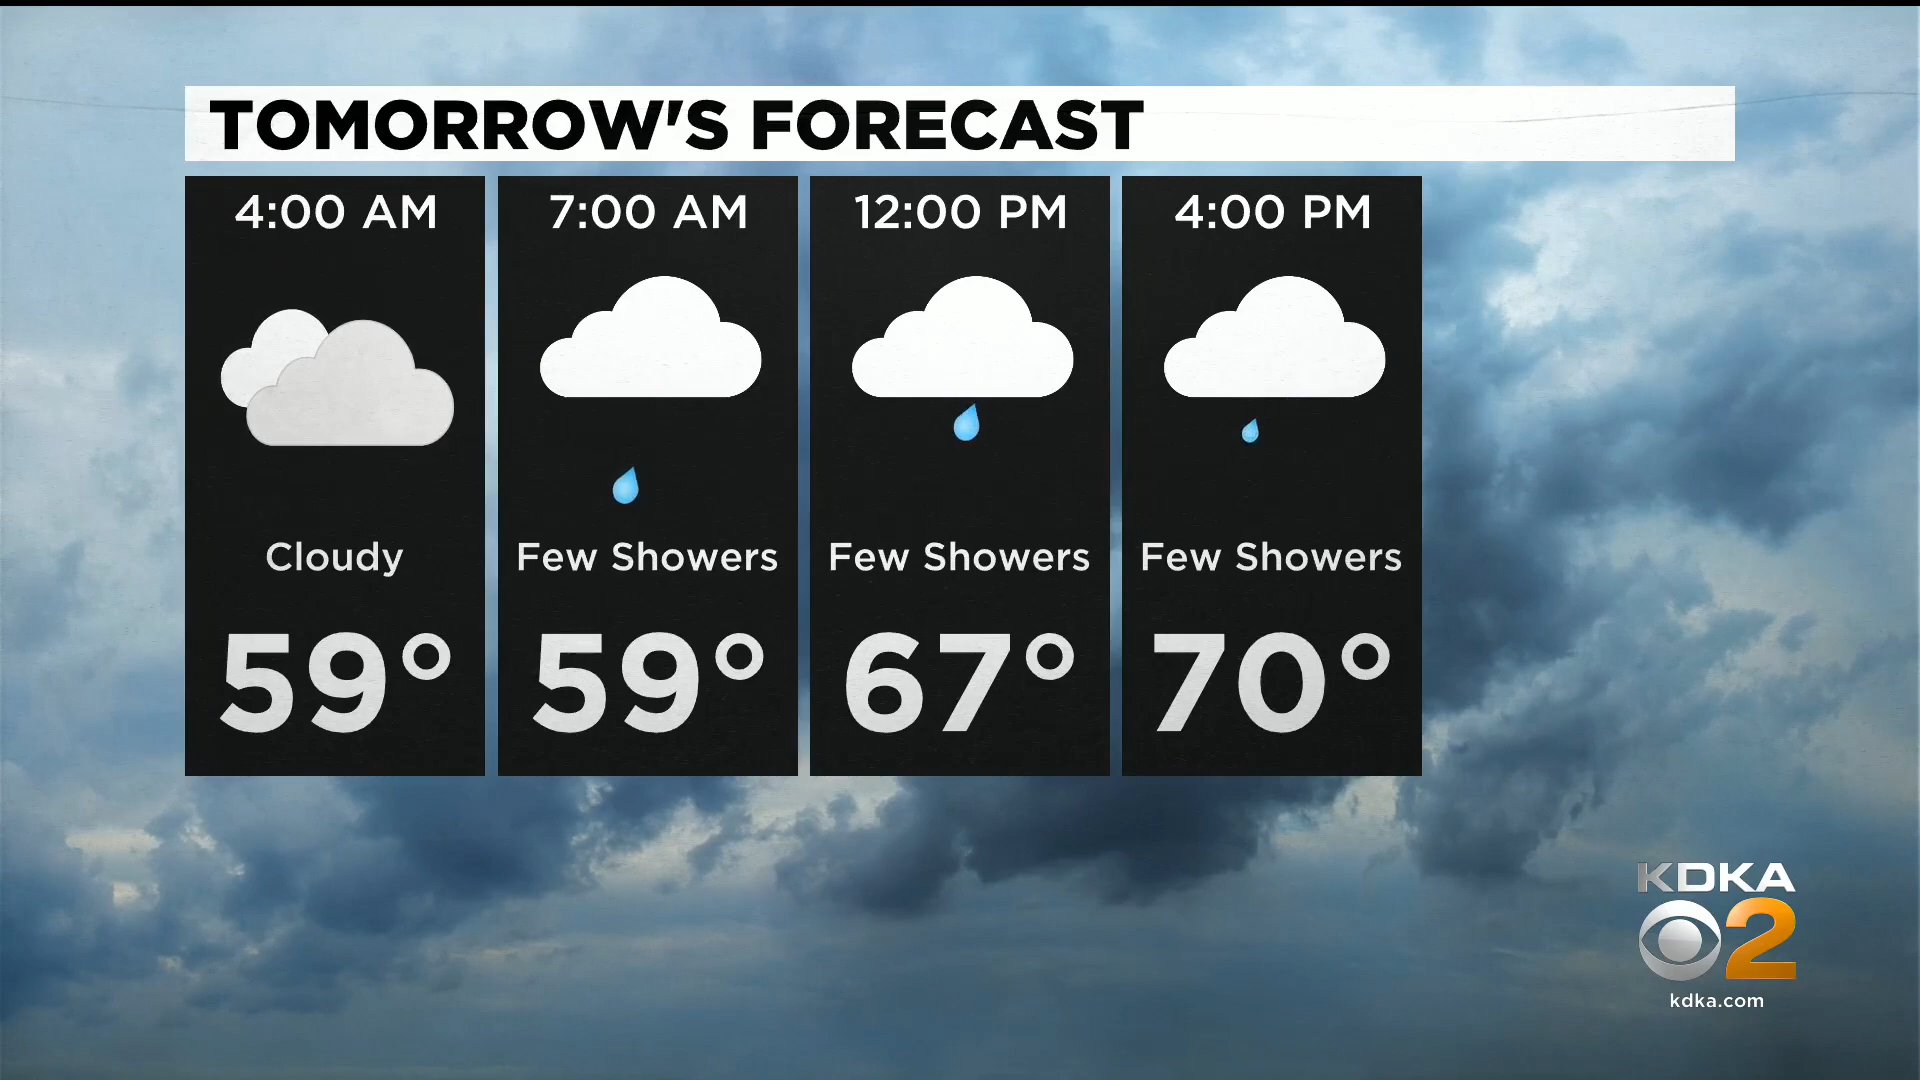 TOMORROW'S FORECAST
4:00 AM
Cloudy
59°
7:00 AM
Few Showers
59°
12:00 PM
Few Showers
67°
4:00 PM
Few Showers
70°
KDKA
2
kdka.com